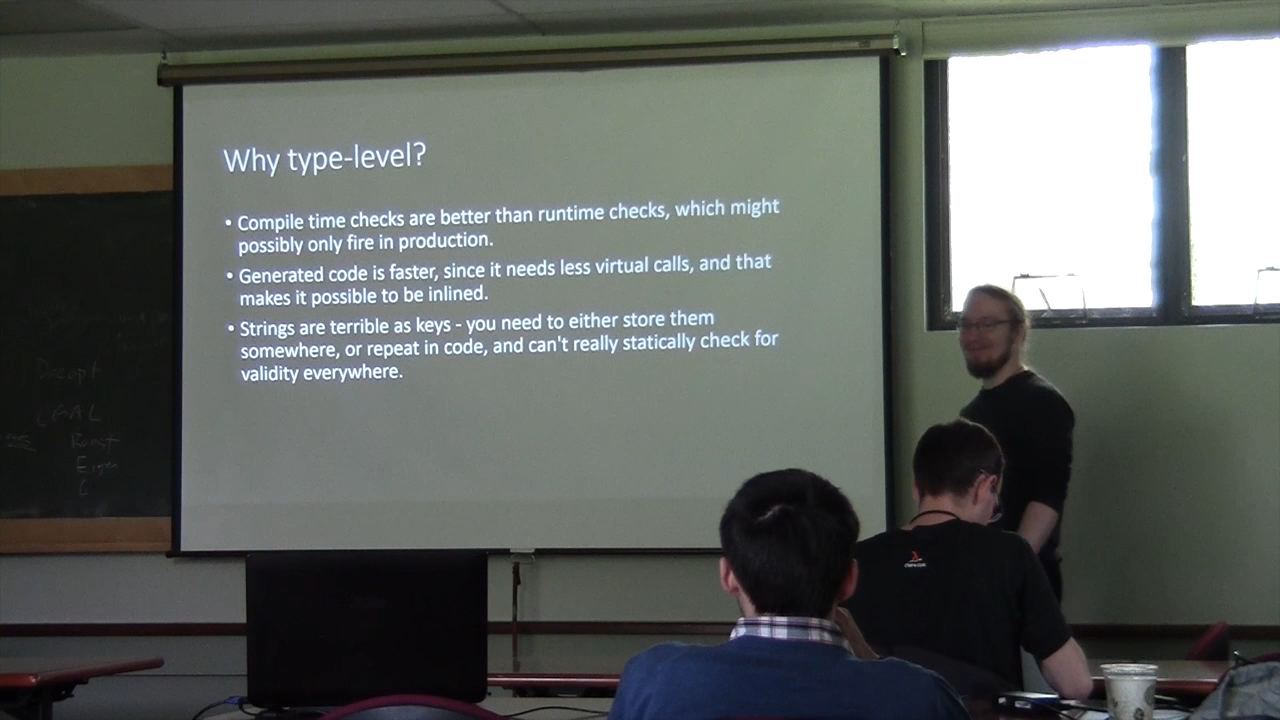 Why type-level?
• Compile time checks are better than runtime checks, which might
possibly only fire in production.
• Generated code is faster, since it needs less virtual calls, and that
makes it possible to be inlined.
• Strings are terrible as keys - you need to either store them
somewhere, or repeat in code, and can't really statically check for
validity everywhere.